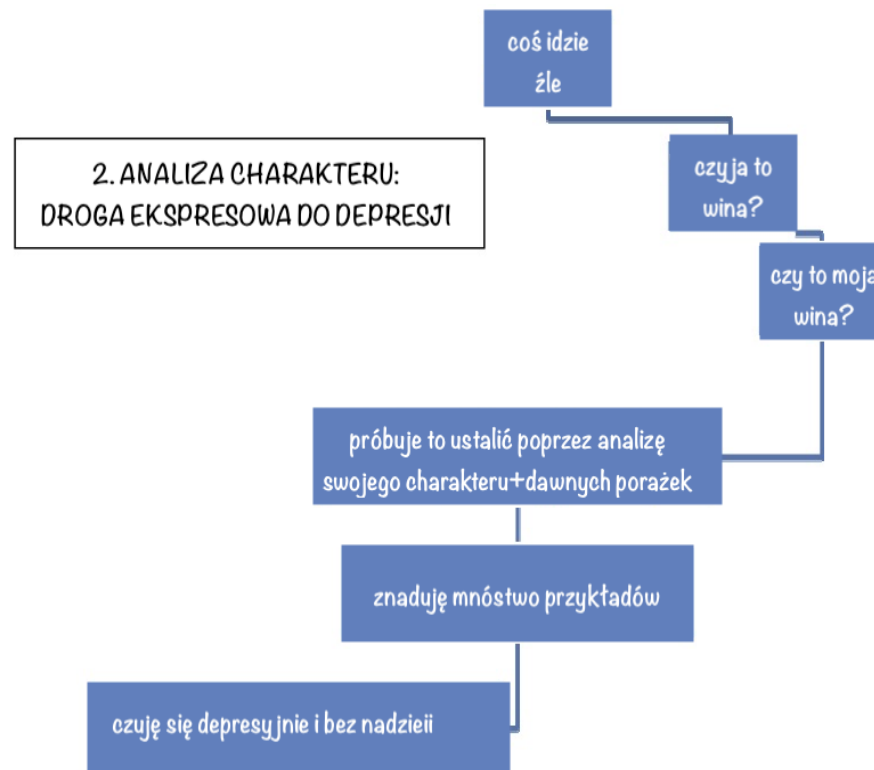 coś idzie
źle
2. ANALIZA CHARAKTERU:
DROGA EKSPRESOWA DO DEPRESJI
czyja to
wina?
czy to moja
wina?
próbuje to ustalić poprzez analizę
swojego charakteru+dawnych porażek
znaduję mnóstwo przykładów
czuję się depresyjnie i bez nadzieii